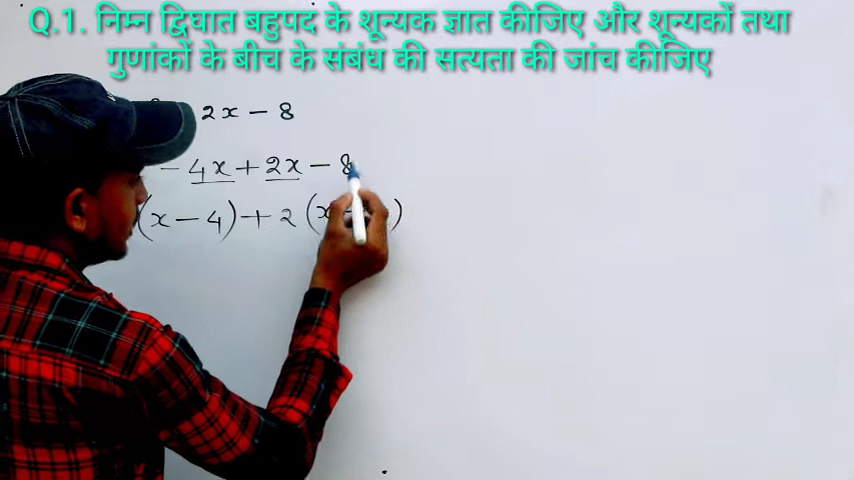 Q.1. निम्न द्विघात बहुपद के शून्यक ज्ञात कीजिए और शून्यकों तथा
गुणांकों के बीच के संबंध की सत्यता की जांच कीजिए
2x - 8
- 4x + 2x - 8
(x - 4) + 2 (x )